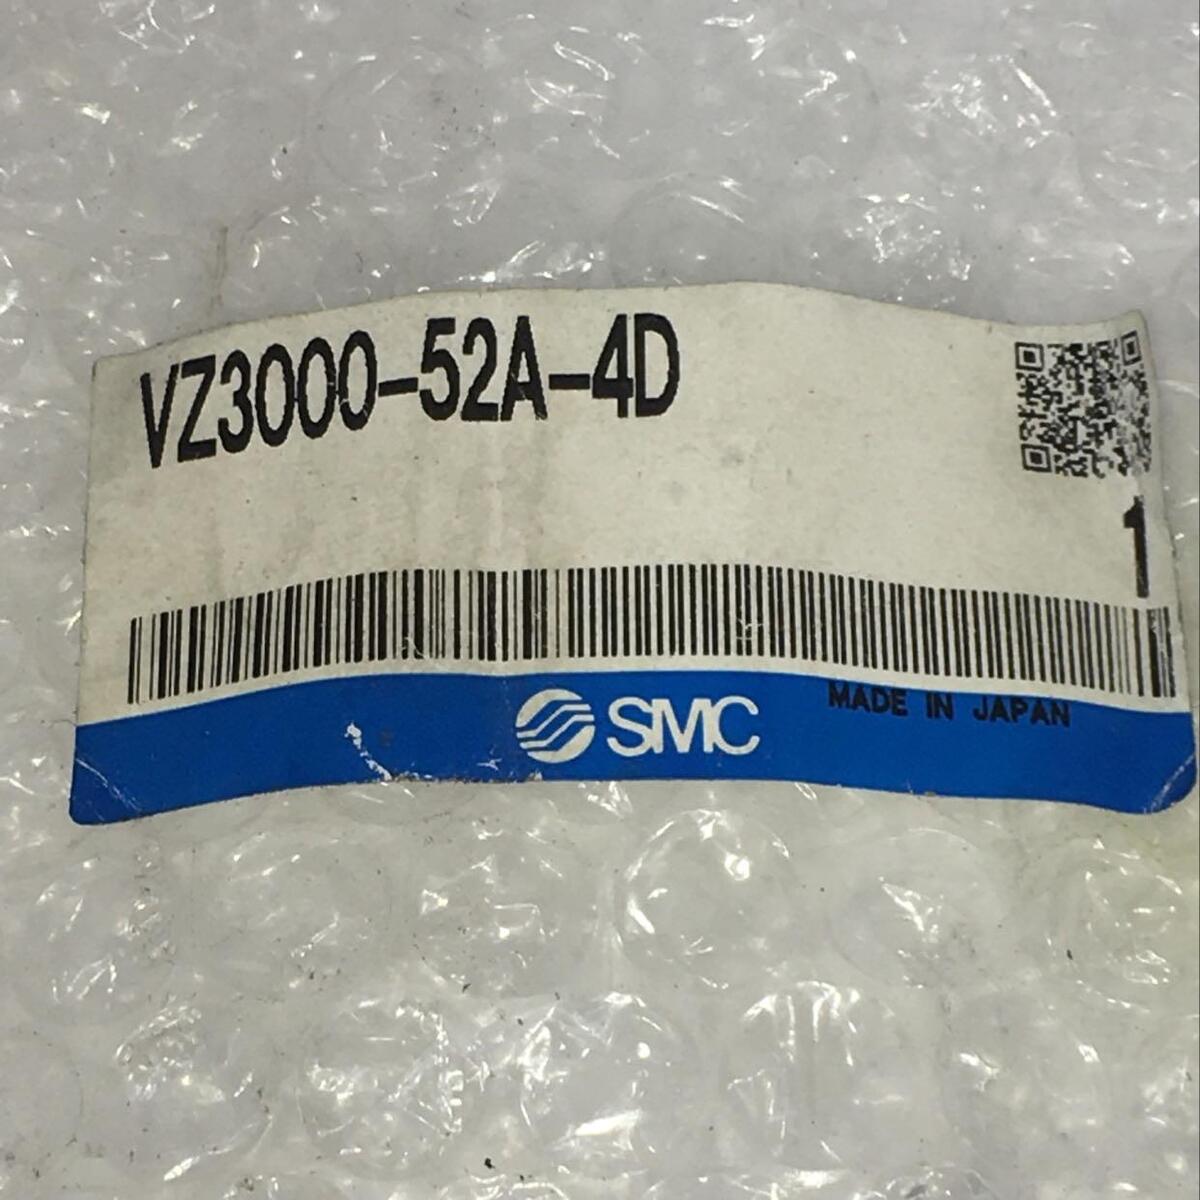 VZ3000-52A-4D
1
SMC
MADE IN JAPAN